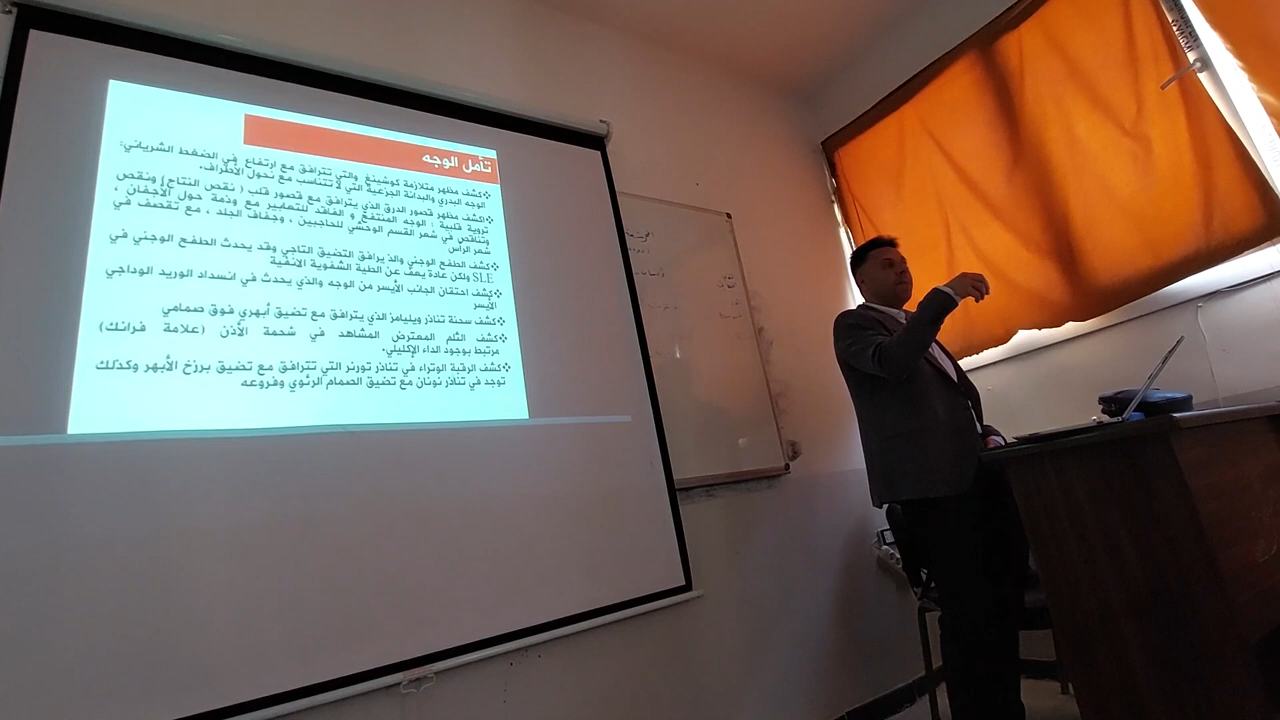 تأمل الوجه
❖كشف مظهر متلازمة كوشينغ والتي تترافق مع ارتفاع في الضغط الشرياني:
الوجه البدري والبدانة الجزعية التي لا تتناسب مع نحول الأطراف.
❖كشف مظهر قصور الدرق الذي يترافق مع قصور قلب ( نقص النتاج) ونقص
تروية قلبية : الوجه المنتفخ و الفاقد للتعابير مع وذمة حول الأجفان ،
وتناقص في شعر القسم الوحشي للحاجبين ، وجفاف الجلد ، مع تقصف في
شعر الرأس
❖كشف الطفح الوجني والذ يرافق التضيق التاجي وقد يحدث الطفح الوجني في
SLE ولكن عادة يعف عن الطية الشفوية الانفية
❖كشف احتقان الجانب الأيسر من الوجه والذي يحدث في انسداد الوريد الوداجي
الأيسر
❖كشف سحنة تناذر ويليامز الذي يترافق مع تضيق أبهري فوق صمامي
❖كشف الثلم المعترض المشاهد في شحمة الأذن (علامة فرانك)
مرتبط بوجود الداء الإكليلي.
❖كشف الرقبة الوتراء في تناذر تورنر التي تترافق مع تضيق برزخ الأبهر وكذلك
توجد في تناذر نونان مع تضيق الصمام الرئوي وفروعه